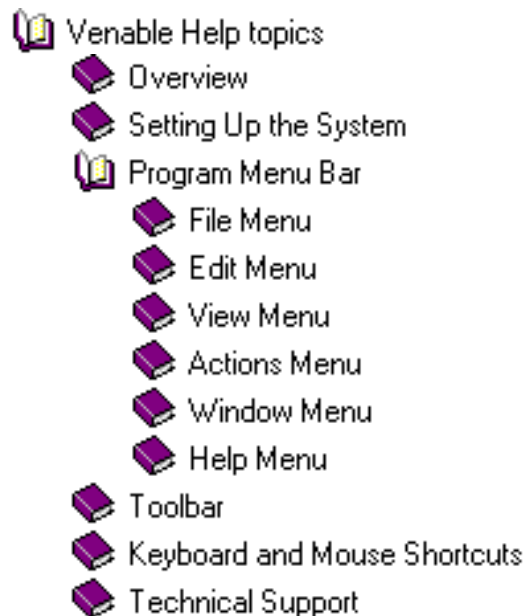 Venable Help topics
Overview
Setting Up the System
Program Menu Bar
File Menu
Edit Menu
View Menu
Actions Menu
Window Menu
Help Menu
Toolbar
Keyboard and Mouse Shortcuts
Technical Support